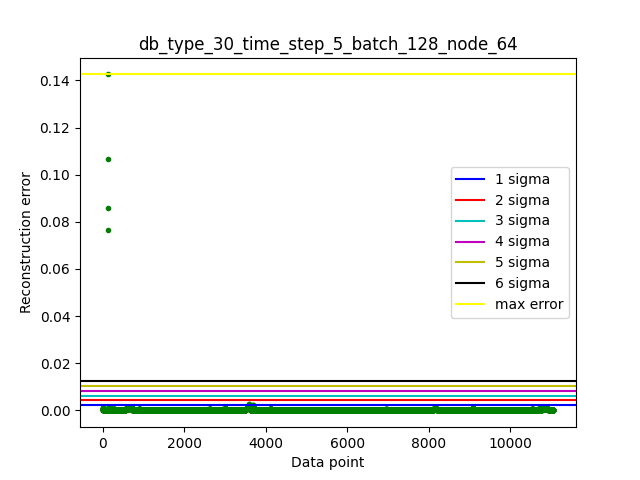 db_type_30_time_step_5_batch_128_node_64
0.14
0.12
0.10
0.08
0.06
0.04
0.02
0.00
Reconstruction error
1 sigma
2 sigma
3 sigma
4 sigma
5 sigma
6 sigma
max error
0 2000 4000 6000 8000 10000
Data point